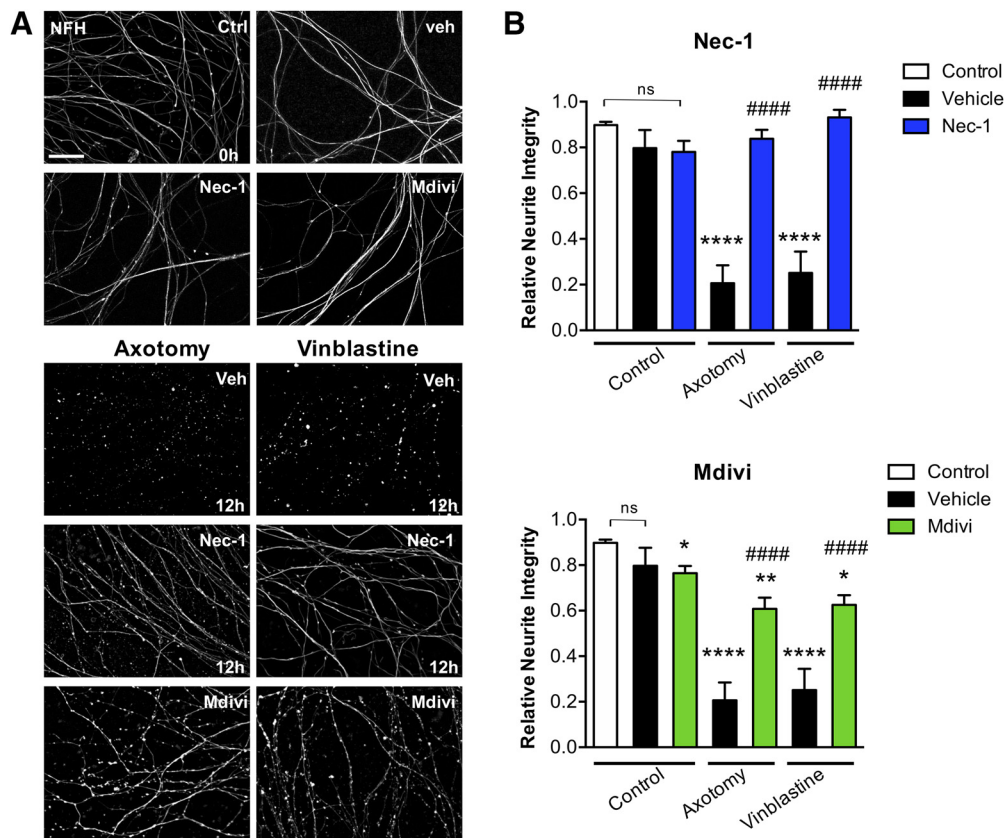 A
NFH Ctrl
0h
veh
Nec-1
Mdivi
Axotomy Vinblastine
Veh
12h
Veh
12h
Nec-1
12h
Nec-1
12h
Mdivi
Mdivi
B
Nec-1
Control
Vehicle
Nec-1
Relative Neurite Integrity
1.0
0.8
0.6
0.4
0.2
0.0
ns
****
####
****
####
Control
Axotomy
Vinblastine
Mdivi
Control
Vehicle
Mdivi
Relative Neurite Integrity
1.0
0.8
0.6
0.4
0.2
0.0
ns
*
****
####
**
****
####
*
Control
Axotomy
Vinblastine